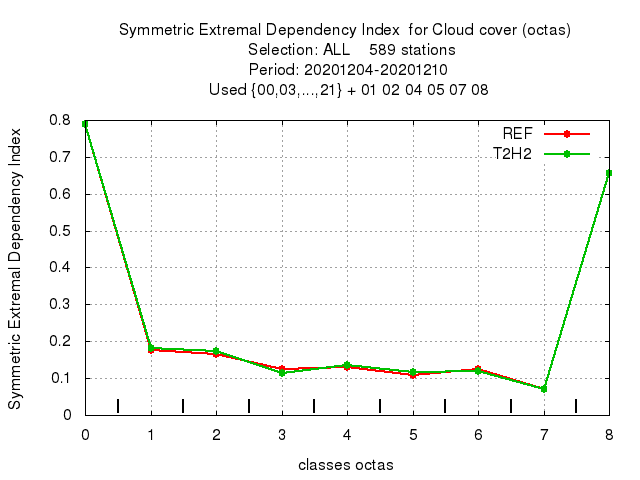 Symmetric Extremal Dependency Index for Cloud cover (octas)
Selection: ALL 589 stations
Period: 20201204-20201210
Used {00,03,...,21} + 01 02 04 05 07 08
Symmetric Extremal Dependency Index
0.8
0.7
0.6
0.5
0.4
0.3
0.2
0.1
0
REF
T2H2
0 1 2 3 4 5 6 7 8
classes octas